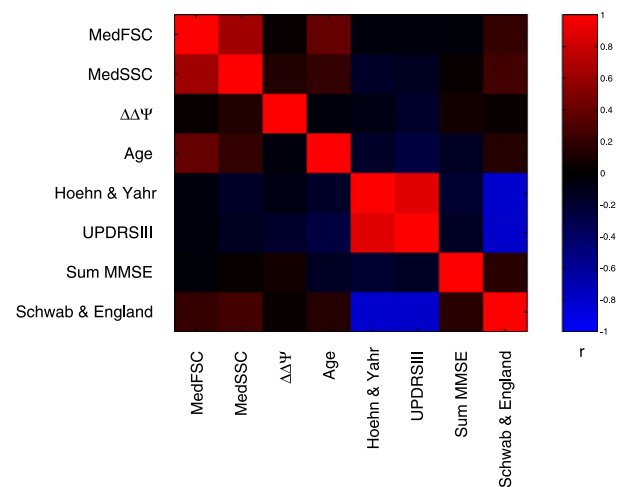 MedFSC
MedSSC
ΔΔΨ
Age
Hoehn & Yahr
UPDRSIII
Sum MMSE
Schwab & England
MedFSC
MedSSC
ΔΔΨ
Age
Hoehn & Yahr
UPDRSIII
Sum MMSE
Schwab & England
1
0.8
0.6
0.4
0.2
0
-0.2
-0.4
-0.6
-0.8
-1
r